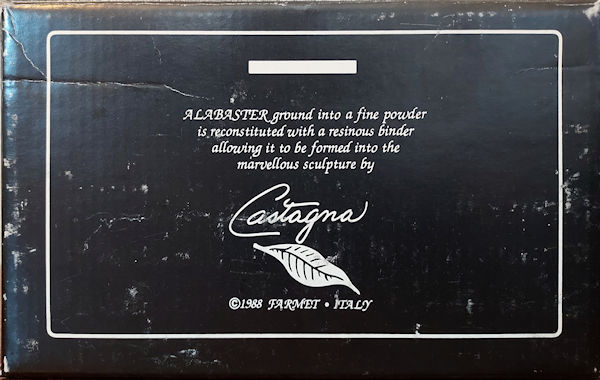 ALABASTER ground into a fine powder
is reconstituted with a resinous binder
allowing it to be formed into the
marvellous sculpture by
Castagna
©1988 FARMET • ITALY